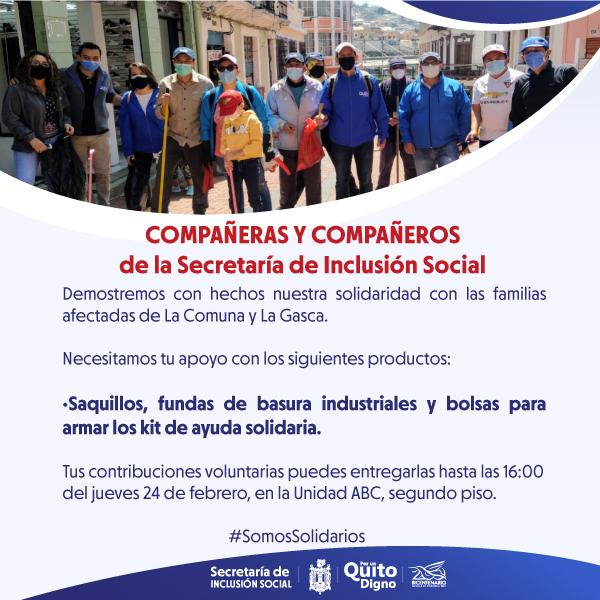 COMPAÑERAS Y COMPAÑEROS
de la Secretaría de Inclusión Social
Demostremos con hechos nuestra solidaridad con las familias
afectadas de La Comuna y La Gasca.
Necesitamos tu apoyo con los siguientes productos:
•Saquillos, fundas de basura industriales y bolsas para
armar los kit de ayuda solidaria.
Tus contribuciones voluntarias puedes entregarlas hasta las 16:00
del jueves 24 de febrero, en la Unidad ABC, segundo piso.
#SomosSolidarios
Secretaría de
INCLUSIÓN SOCIAL
Por un
Quito
Digno
BICENTENARIO
CHEVROLET